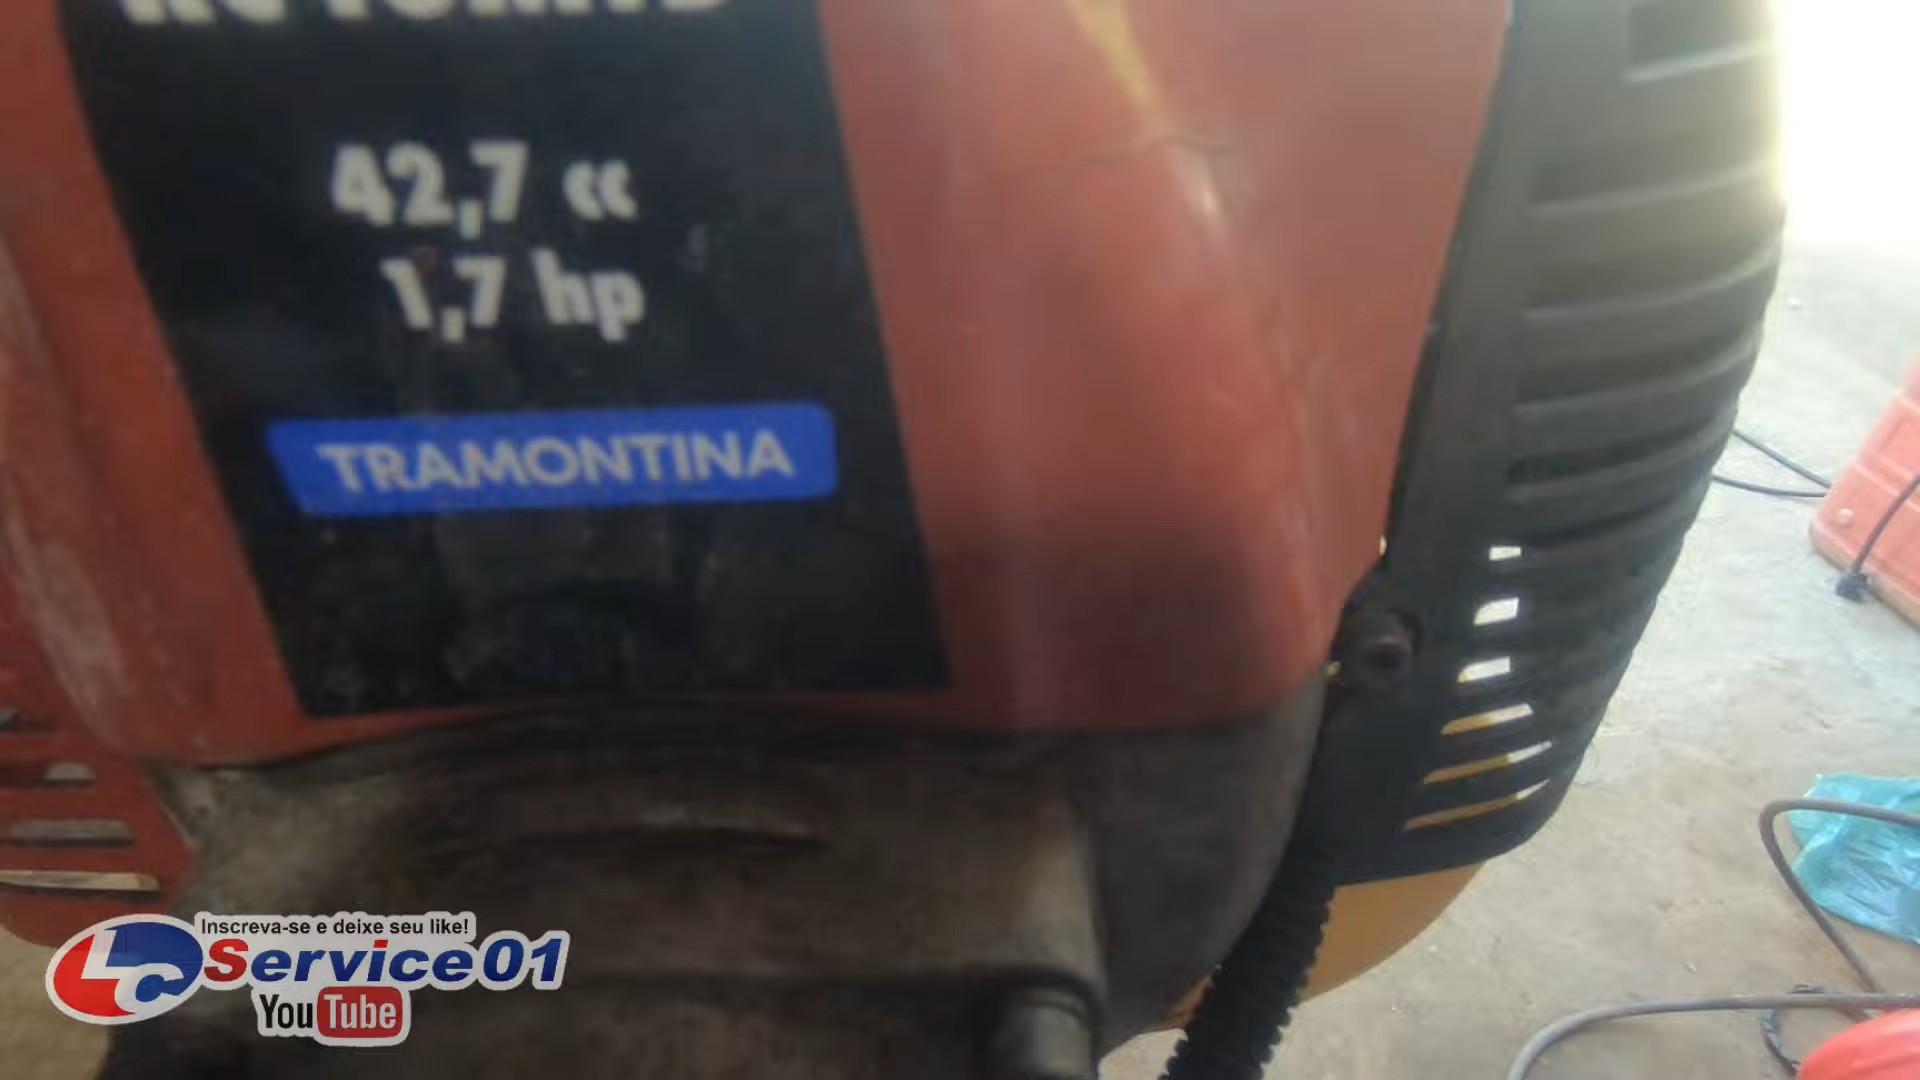 42,7 cc
1,7 hp
TRAMONTINA
Inscreva-se e deixe seu like!
Service01
YouTube